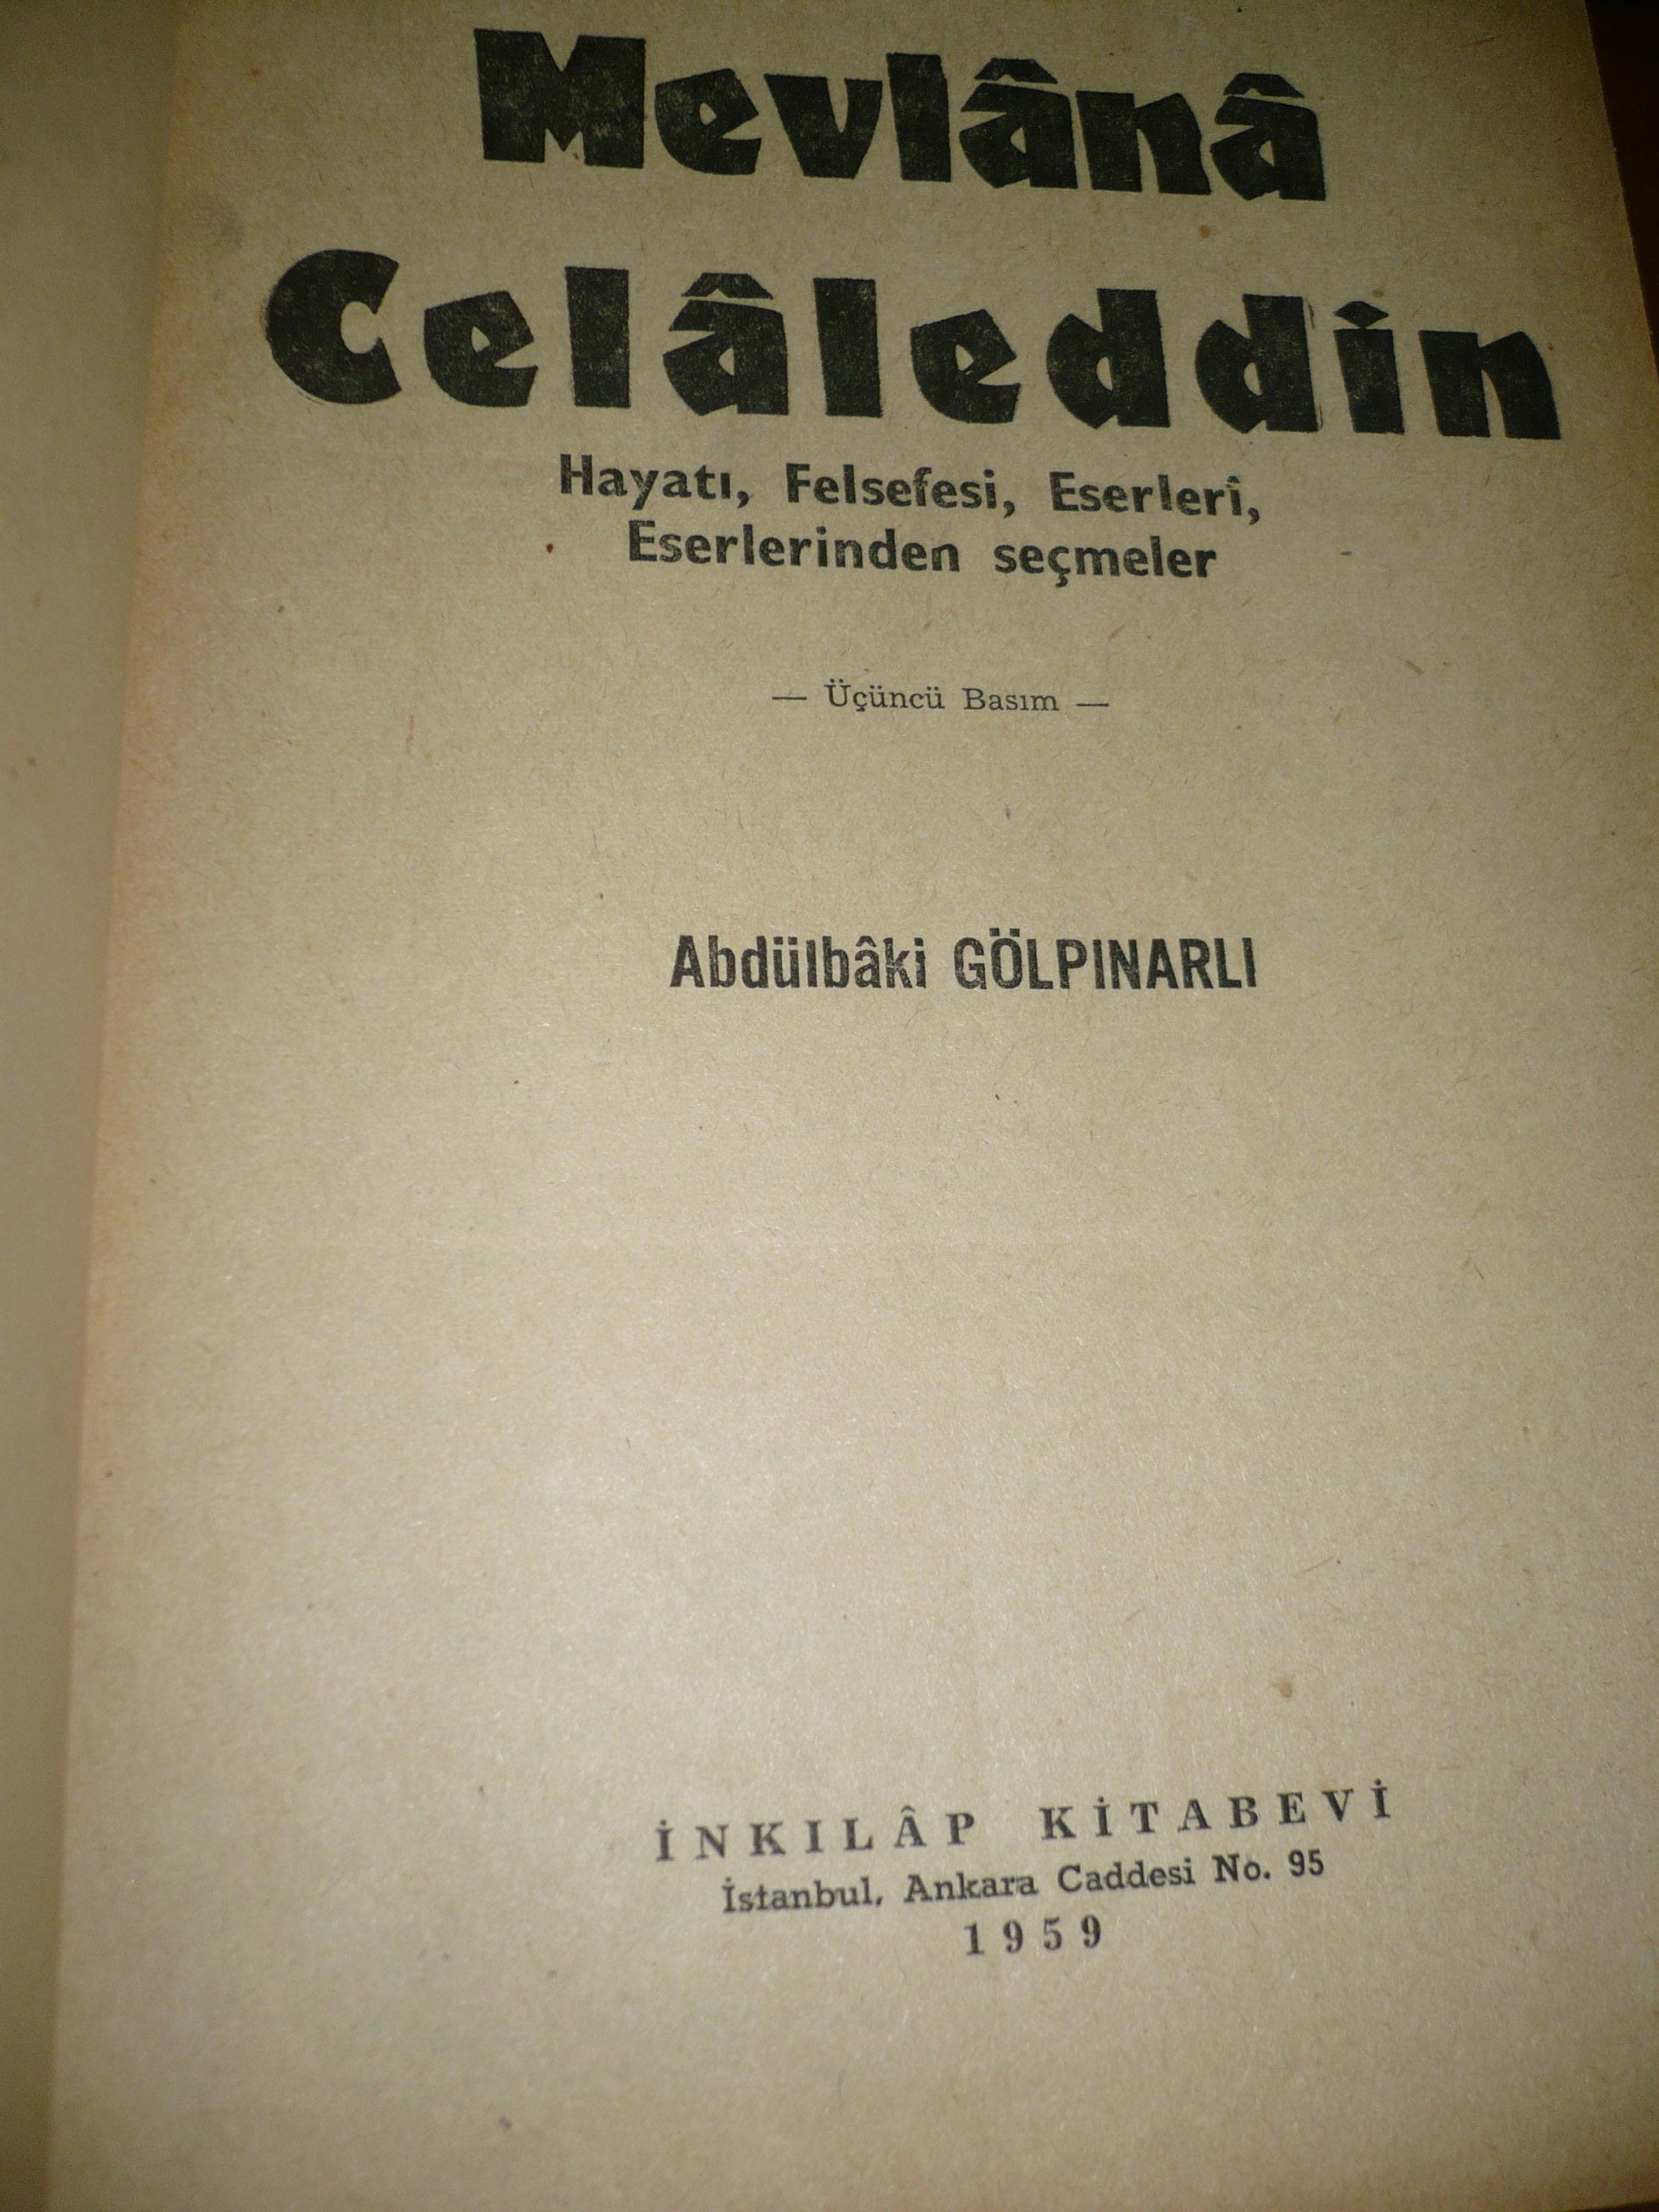 Mevlânâ
Celâleddin
Hayatı, Felsefesi, Eserleri,
Eserlerinden seçmeler
— Üçüncü Basım —
Abdülbâki GÖLPINARLI
İNKILÂP KİTABEVİ
İstanbul, Ankara Caddesi No. 95
1959